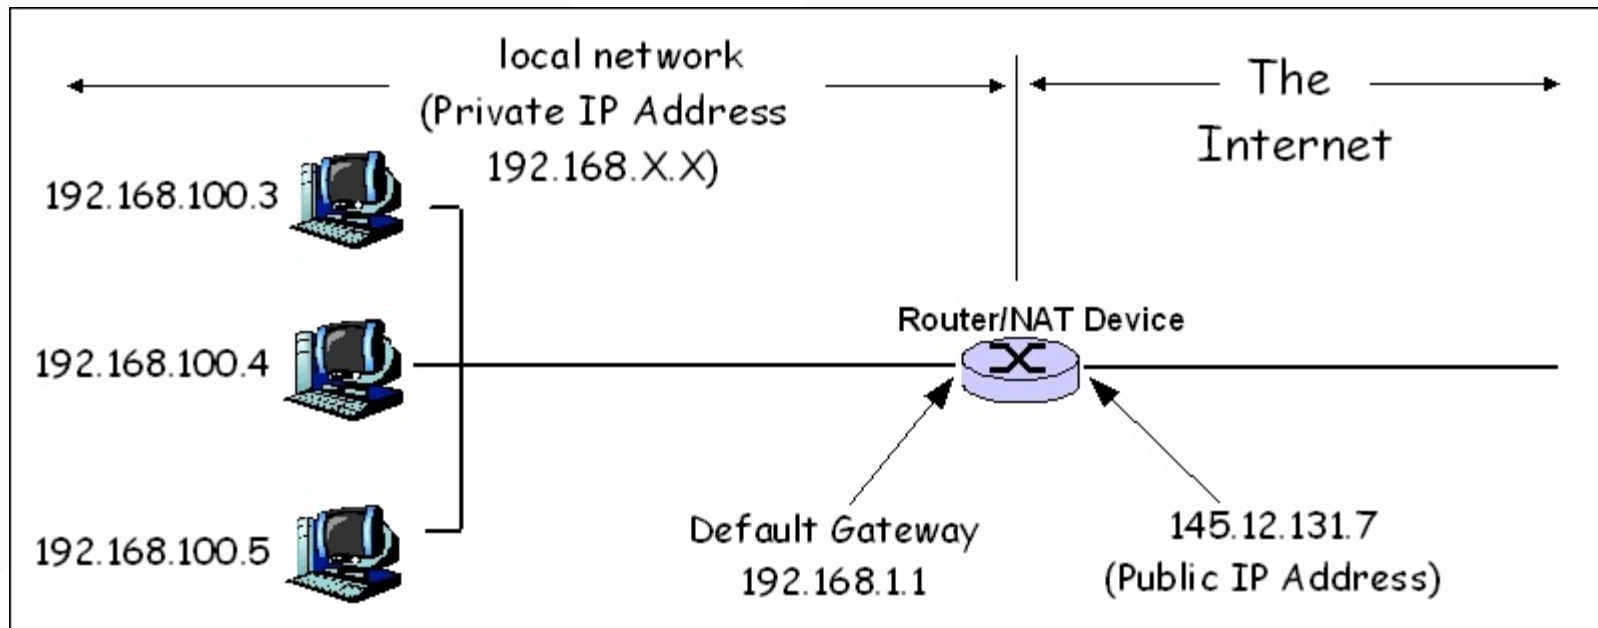 local network
(Private IP Address
192.168.X.X)
The
Internet
192.168.100.3
192.168.100.4
192.168.100.5
Router/NAT Device
Default Gateway
192.168.1.1
145.12.131.7
(Public IP Address)